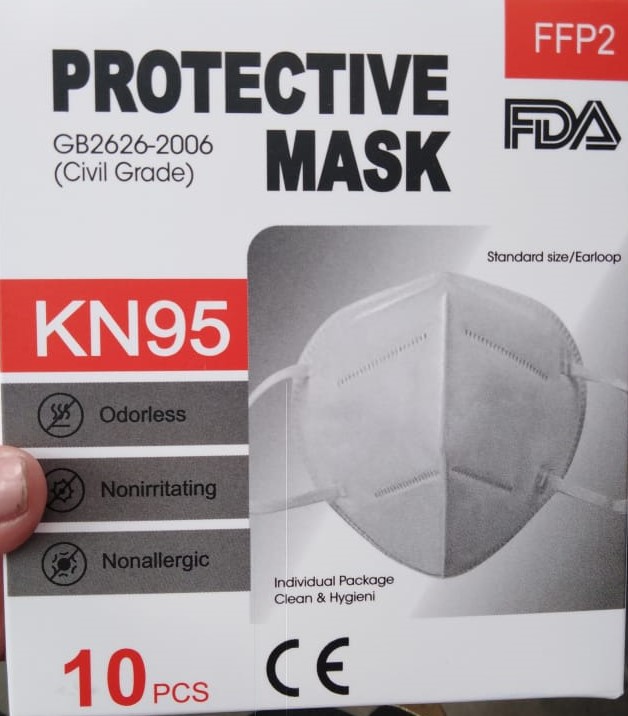 FFP2
PROTECTIVE
MASK
GB2626-2006
(Civil Grade)
FDA
Standard size/Earloop
KN95
Odorless
Nonirritating
Nonallergic
Individual Package
Clean & Hygieni
10 PCS
CE